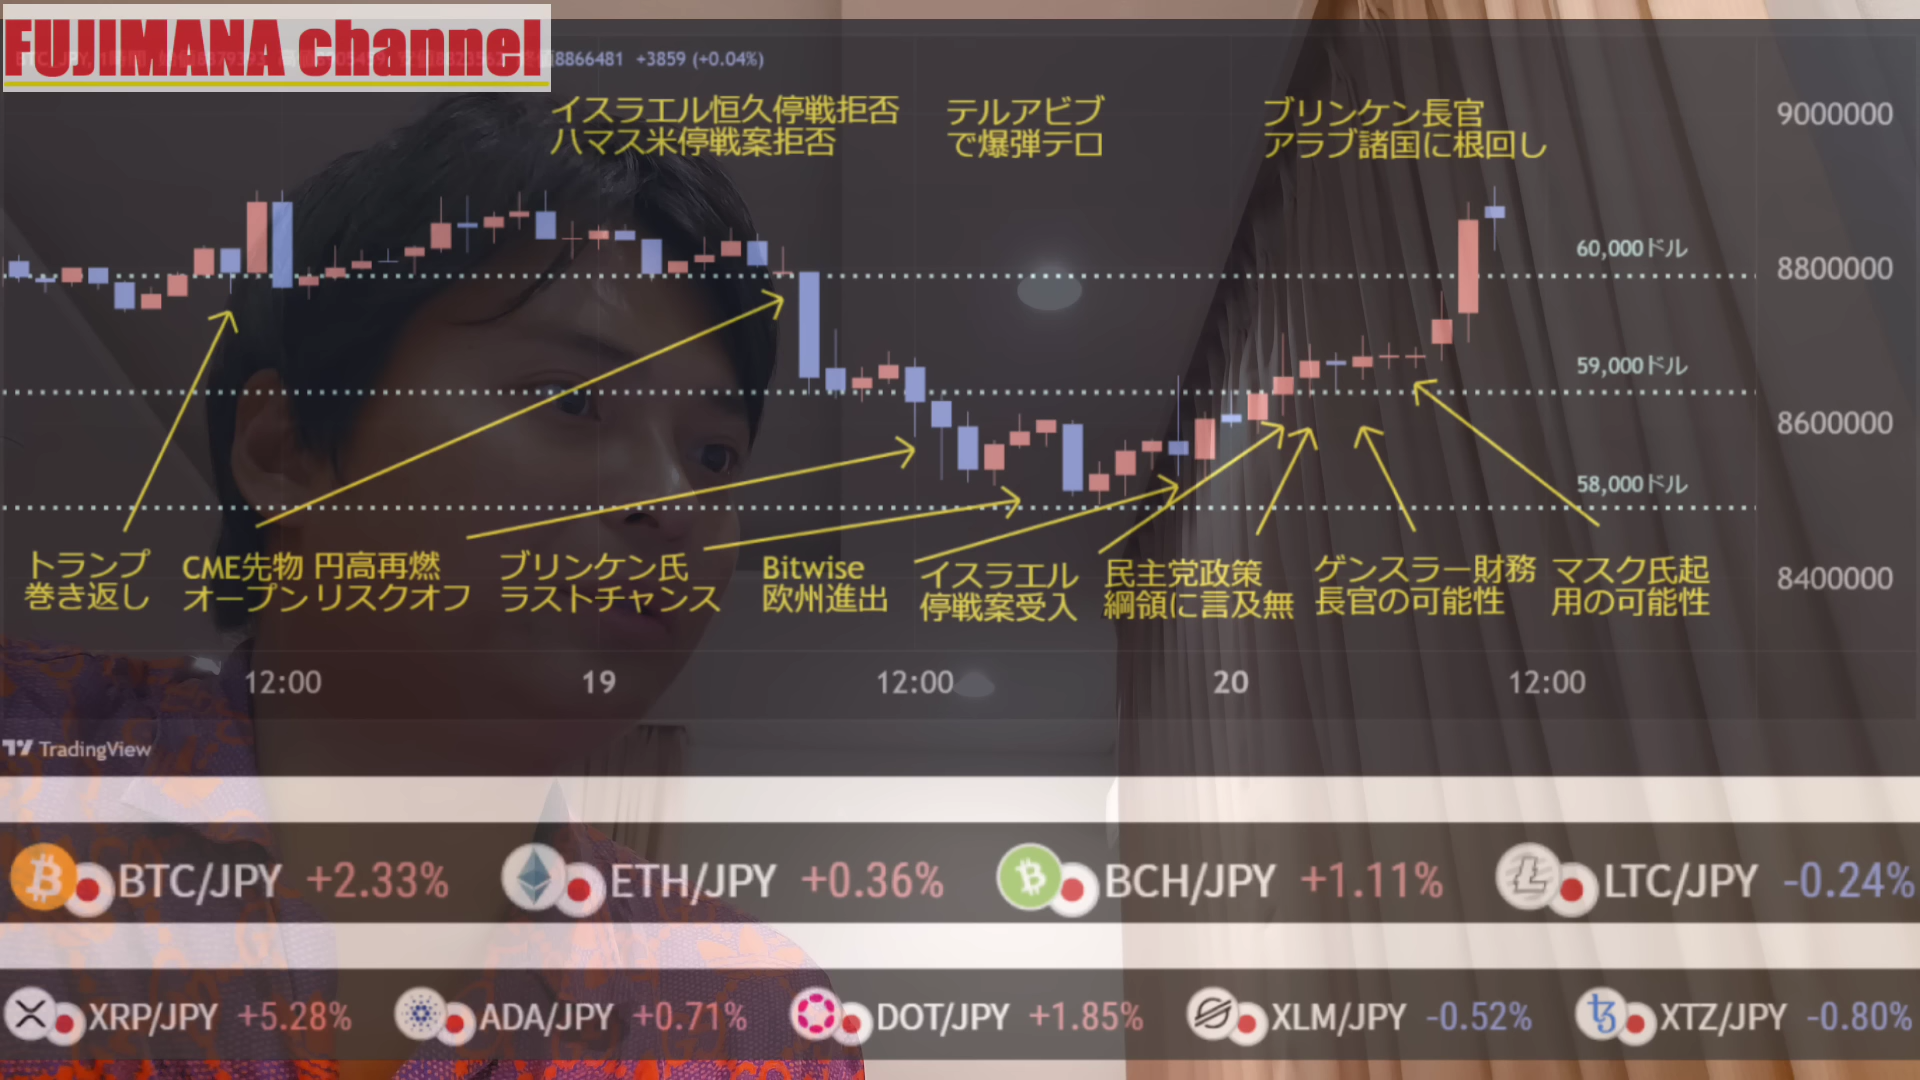 FUJIMANA channel
8866481 +3859 (+0.04%)
イスラエル恒久停戦拒否
ハマス米停戦案拒否
テルアビブ
で爆弾テロ
ブリンケン長官
アラブ諸国に根回し
9000000
60,000ドル
8800000
59,000ドル
8600000
58,000ドル
8400000
トランプ
巻き返し
CME先物
オープン
円高再燃
リスクオフ
ブリンケン氏
ラストチャンス
Bitwise
欧州進出
イスラエル
停戦案受入
民主党政策
綱領に言及無
ゲンスラー財務
長官の可能性
マスク氏起
用の可能性
12:00 19 12:00 20 12:00
TradingView
BTC/JPY +2.33% ETH/JPY +0.36% BCH/JPY +1.11% LTC/JPY -0.24%
XRP/JPY +5.28% ADA/JPY +0.71% DOT/JPY +1.85% XLM/JPY -0.52% XTZ/JPY -0.80%